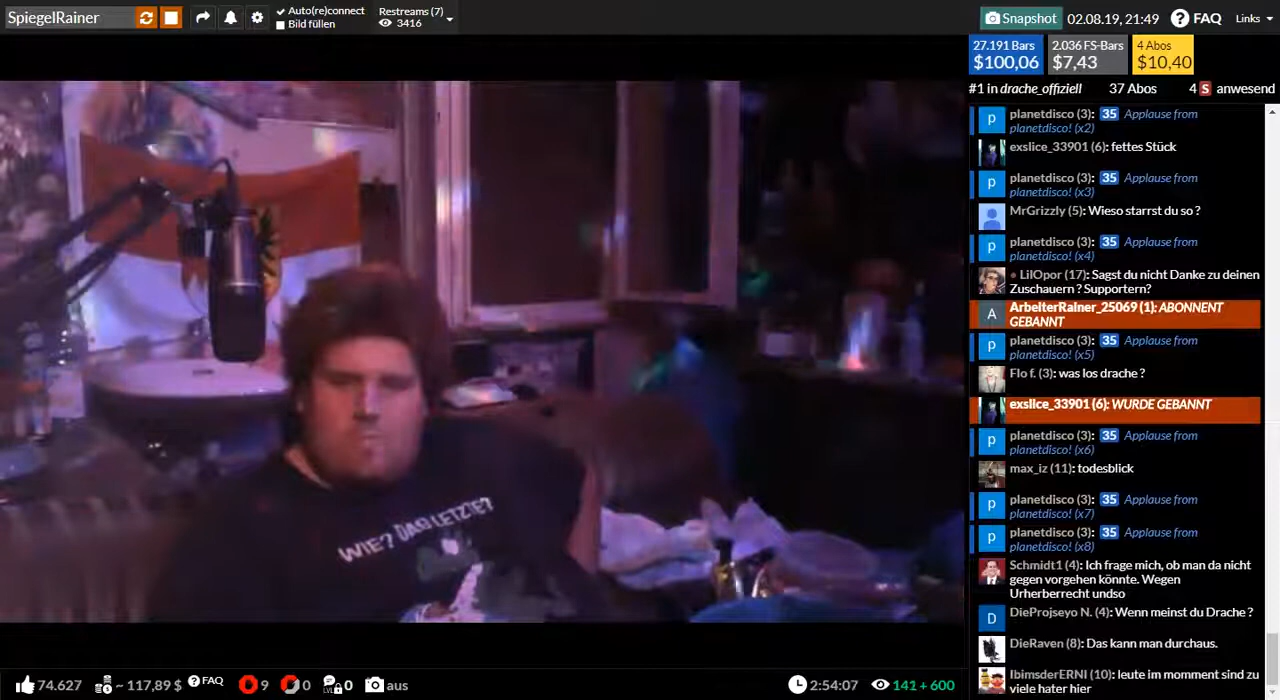 SpiegelRainer
Auto(re)connect
Bild füllen
Restreams (7)
3416
Snapshot
02.08.19, 21:49
? FAQ
Links
27.191 Bars
$100,06
2.036 FS-Bars
$7,43
4 Abos
$10,40
#1 in drache_offiziell
37 Abos
4 S anwesend
p planetdisco (3): 35 Applause from
planetdisco! (x2)
exslice_33901 (6): fettes Stück
p planetdisco (3): 35 Applause from
planetdisco! (x3)
MrGrizzly (5): Wieso starrst du so ?
p planetdisco (3): 35 Applause from
planetdisco! (x4)
LilOpor (17): Sagst du nicht Danke zu deinen
Zuschauern ? Supportern?
A ArbeiterRainer_25069 (1): ABONNENT
GEBANNT
p planetdisco (3): 35 Applause from
planetdisco! (x5)
Flo f. (3): was los drache ?
exslice_33901 (6): WURDE GEBANNT
p planetdisco (3): 35 Applause from
planetdisco! (x6)
max_iz (11): todesblick
p planetdisco (3): 35 Applause from
planetdisco! (x7)
p planetdisco (3): 35 Applause from
planetdisco! (x8)
Schmidt1 (4): Ich frage mich, ob man da nicht
gegen vorgehen könnte. Wegen
Urherberrecht undso
D DieProjseyo N. (4): Wenn meinst du Drache ?
DieRaven (8): Das kann man durchaus.
IbimsderERNI (10): leute im momment sind zu
viele hater hier
WIE? DAS LETZTE?
74.627
~ 117,89 $
? FAQ
9
0
LVL
0
aus
2:54:07
141 + 600